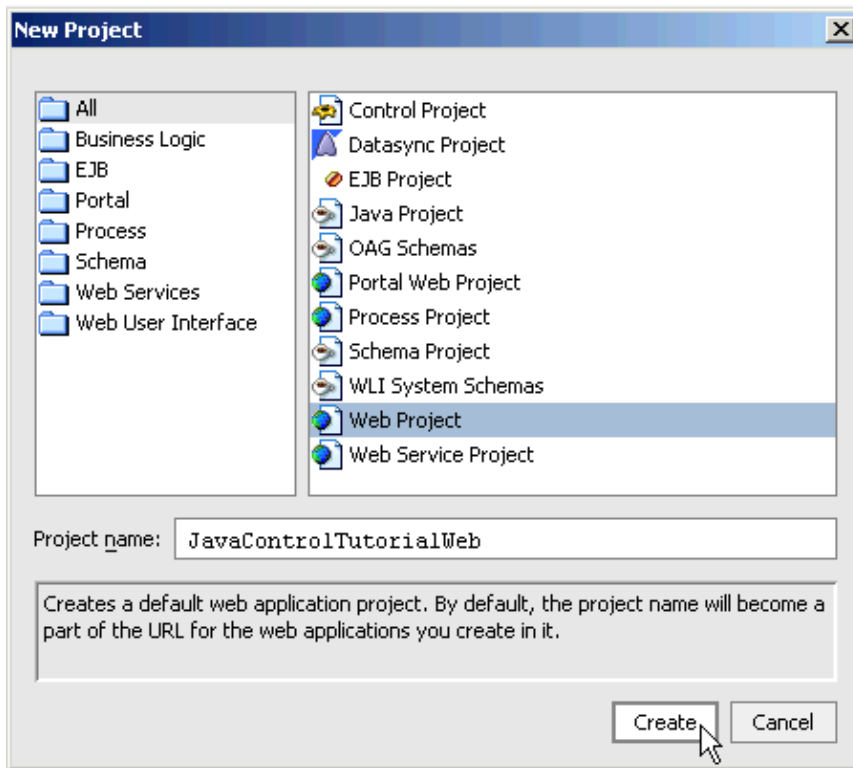 New Project
All
Business Logic
EJB
Portal
Process
Schema
Web Services
Web User Interface
Control Project
Datasync Project
EJB Project
Java Project
OAG Schemas
Portal Web Project
Process Project
Schema Project
WLI System Schemas
Web Project
Web Service Project
Project name: JavaControlTutorialWeb
Creates a default web application project. By default, the project name will become a
part of the URL for the web applications you create in it.
Create Cancel